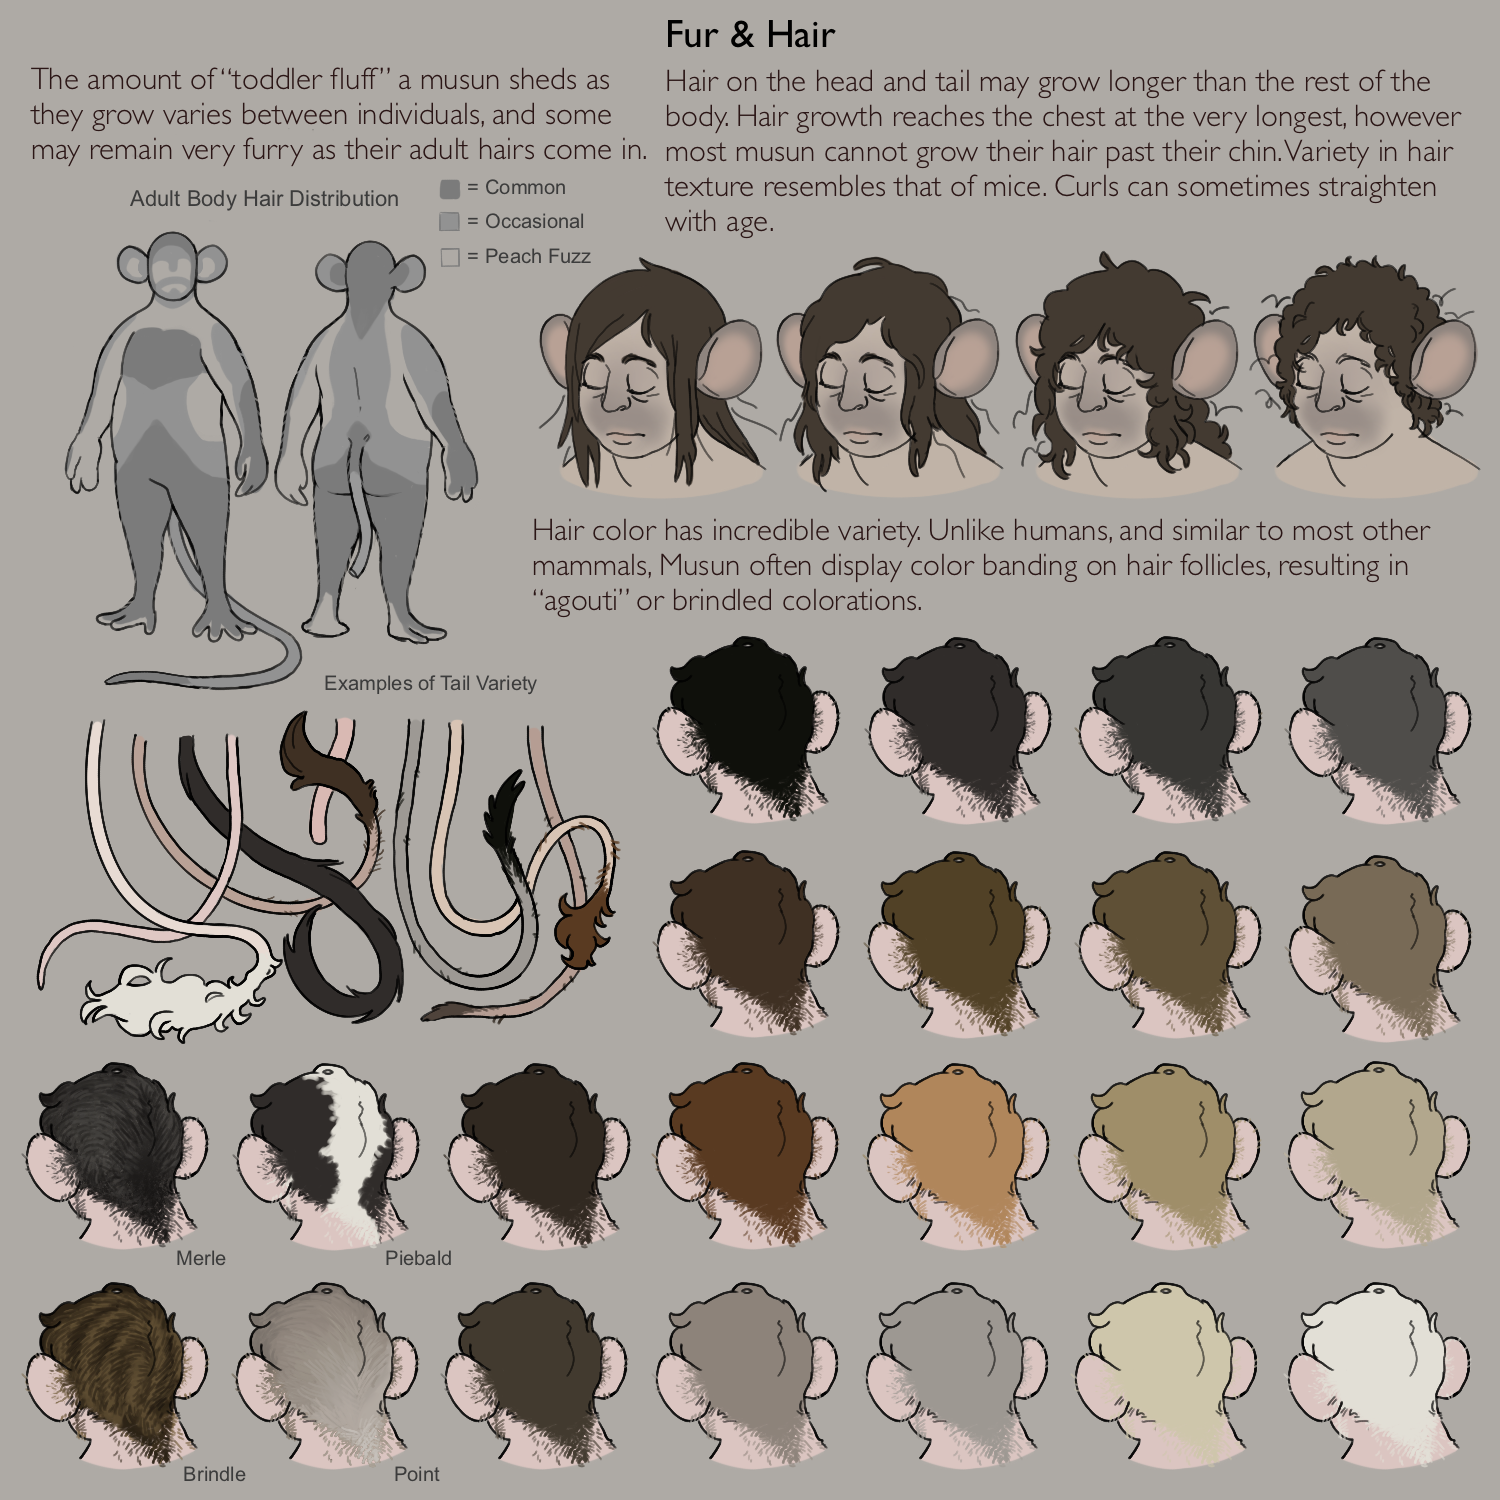 Fur & Hair
The amount of “toddler fluff” a musun sheds as
they grow varies between individuals, and some
may remain very furry as their adult hairs come in.
Hair on the head and tail may grow longer than the rest of the
body. Hair growth reaches the chest at the very longest, however
most musun cannot grow their hair past their chin. Variety in hair
texture resembles that of mice. Curls can sometimes straighten
with age.
Adult Body Hair Distribution
= Common
= Occasional
= Peach Fuzz
Hair color has incredible variety. Unlike humans, and similar to most other
mammals, Musun often display color banding on hair follicles, resulting in
“agouti” or brindled colorations.
Examples of Tail Variety
Merle
Piebald
Brindle
Point